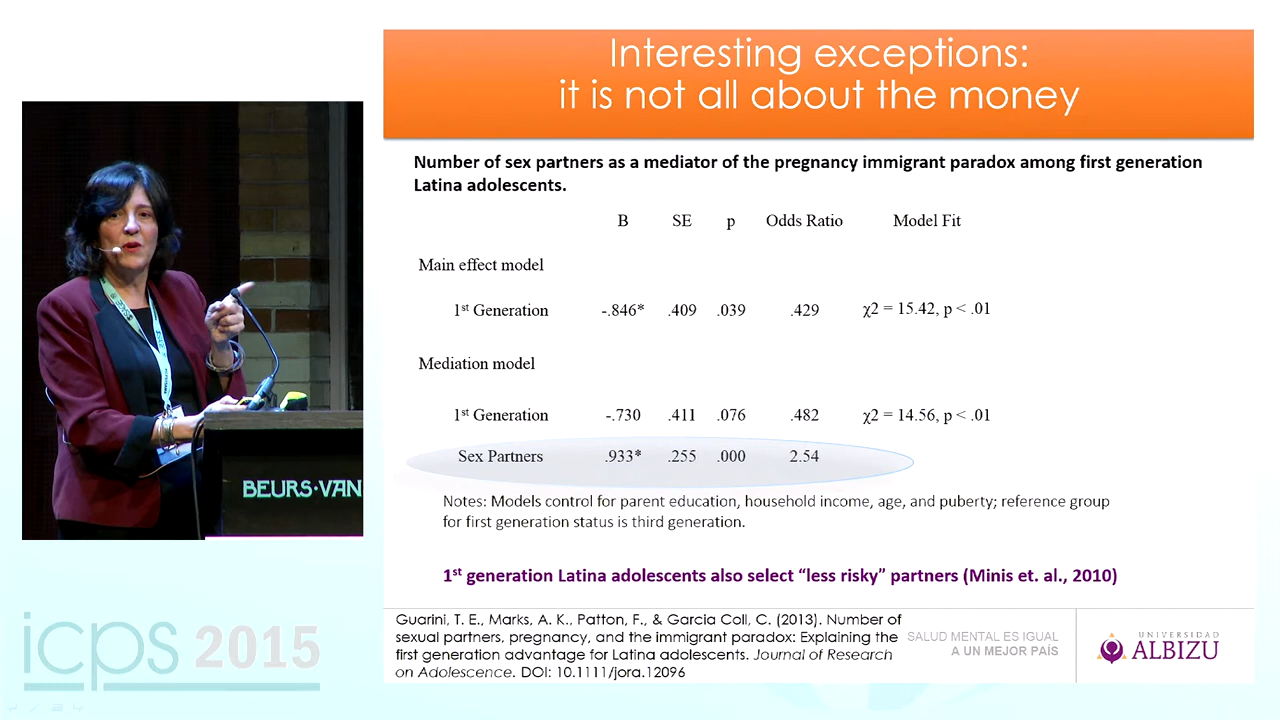 Interesting exceptions:
it is not all about the money
Number of sex partners as a mediator of the pregnancy immigrant paradox among first generation
Latina adolescents.
B SE p Odds Ratio Model Fit
Main effect model
1st Generation -.846* .409 .039 .429 χ2 = 15.42, p < .01
Mediation model
1st Generation -.730 .411 .076 .482 χ2 = 14.56, p < .01
Sex Partners .933* .255 .000 2.54
Notes: Models control for parent education, household income, age, and puberty; reference group
for first generation status is third generation.
1st generation Latina adolescents also select “less risky” partners (Minis et. al., 2010)
Guarini, T. E., Marks, A. K., Patton, F., & Garcia Coll, C. (2013). Number of
sexual partners, pregnancy, and the immigrant paradox: Explaining the
first generation advantage for Latina adolescents. Journal of Research
on Adolescence. DOI: 10.1111/jora.12096
SALUD MENTAL ES IGUAL
A UN MEJOR PAÍS
UNIVERSIDAD
ALBIZU
BEURS·VAN
icps 2015